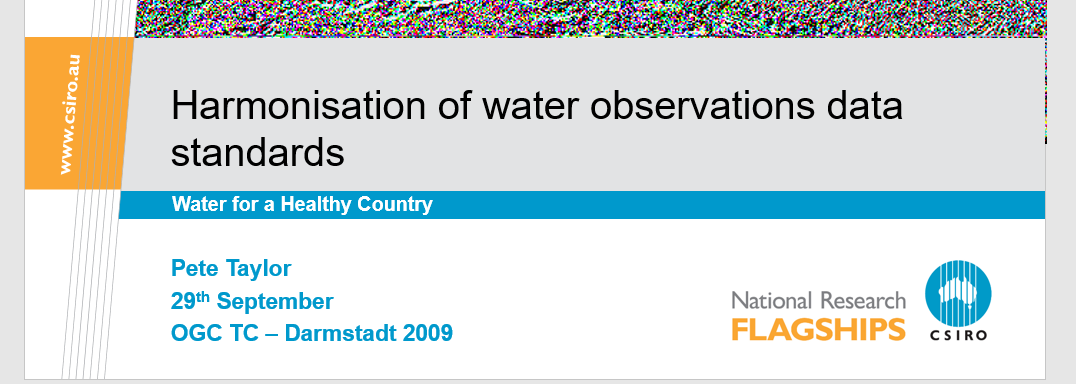 www.csiro.au
Harmonisation of water observations data
standards
Water for a Healthy Country
Pete Taylor
29th September
OGC TC – Darmstadt 2009
National Research
FLAGSHIPS
CSIRO